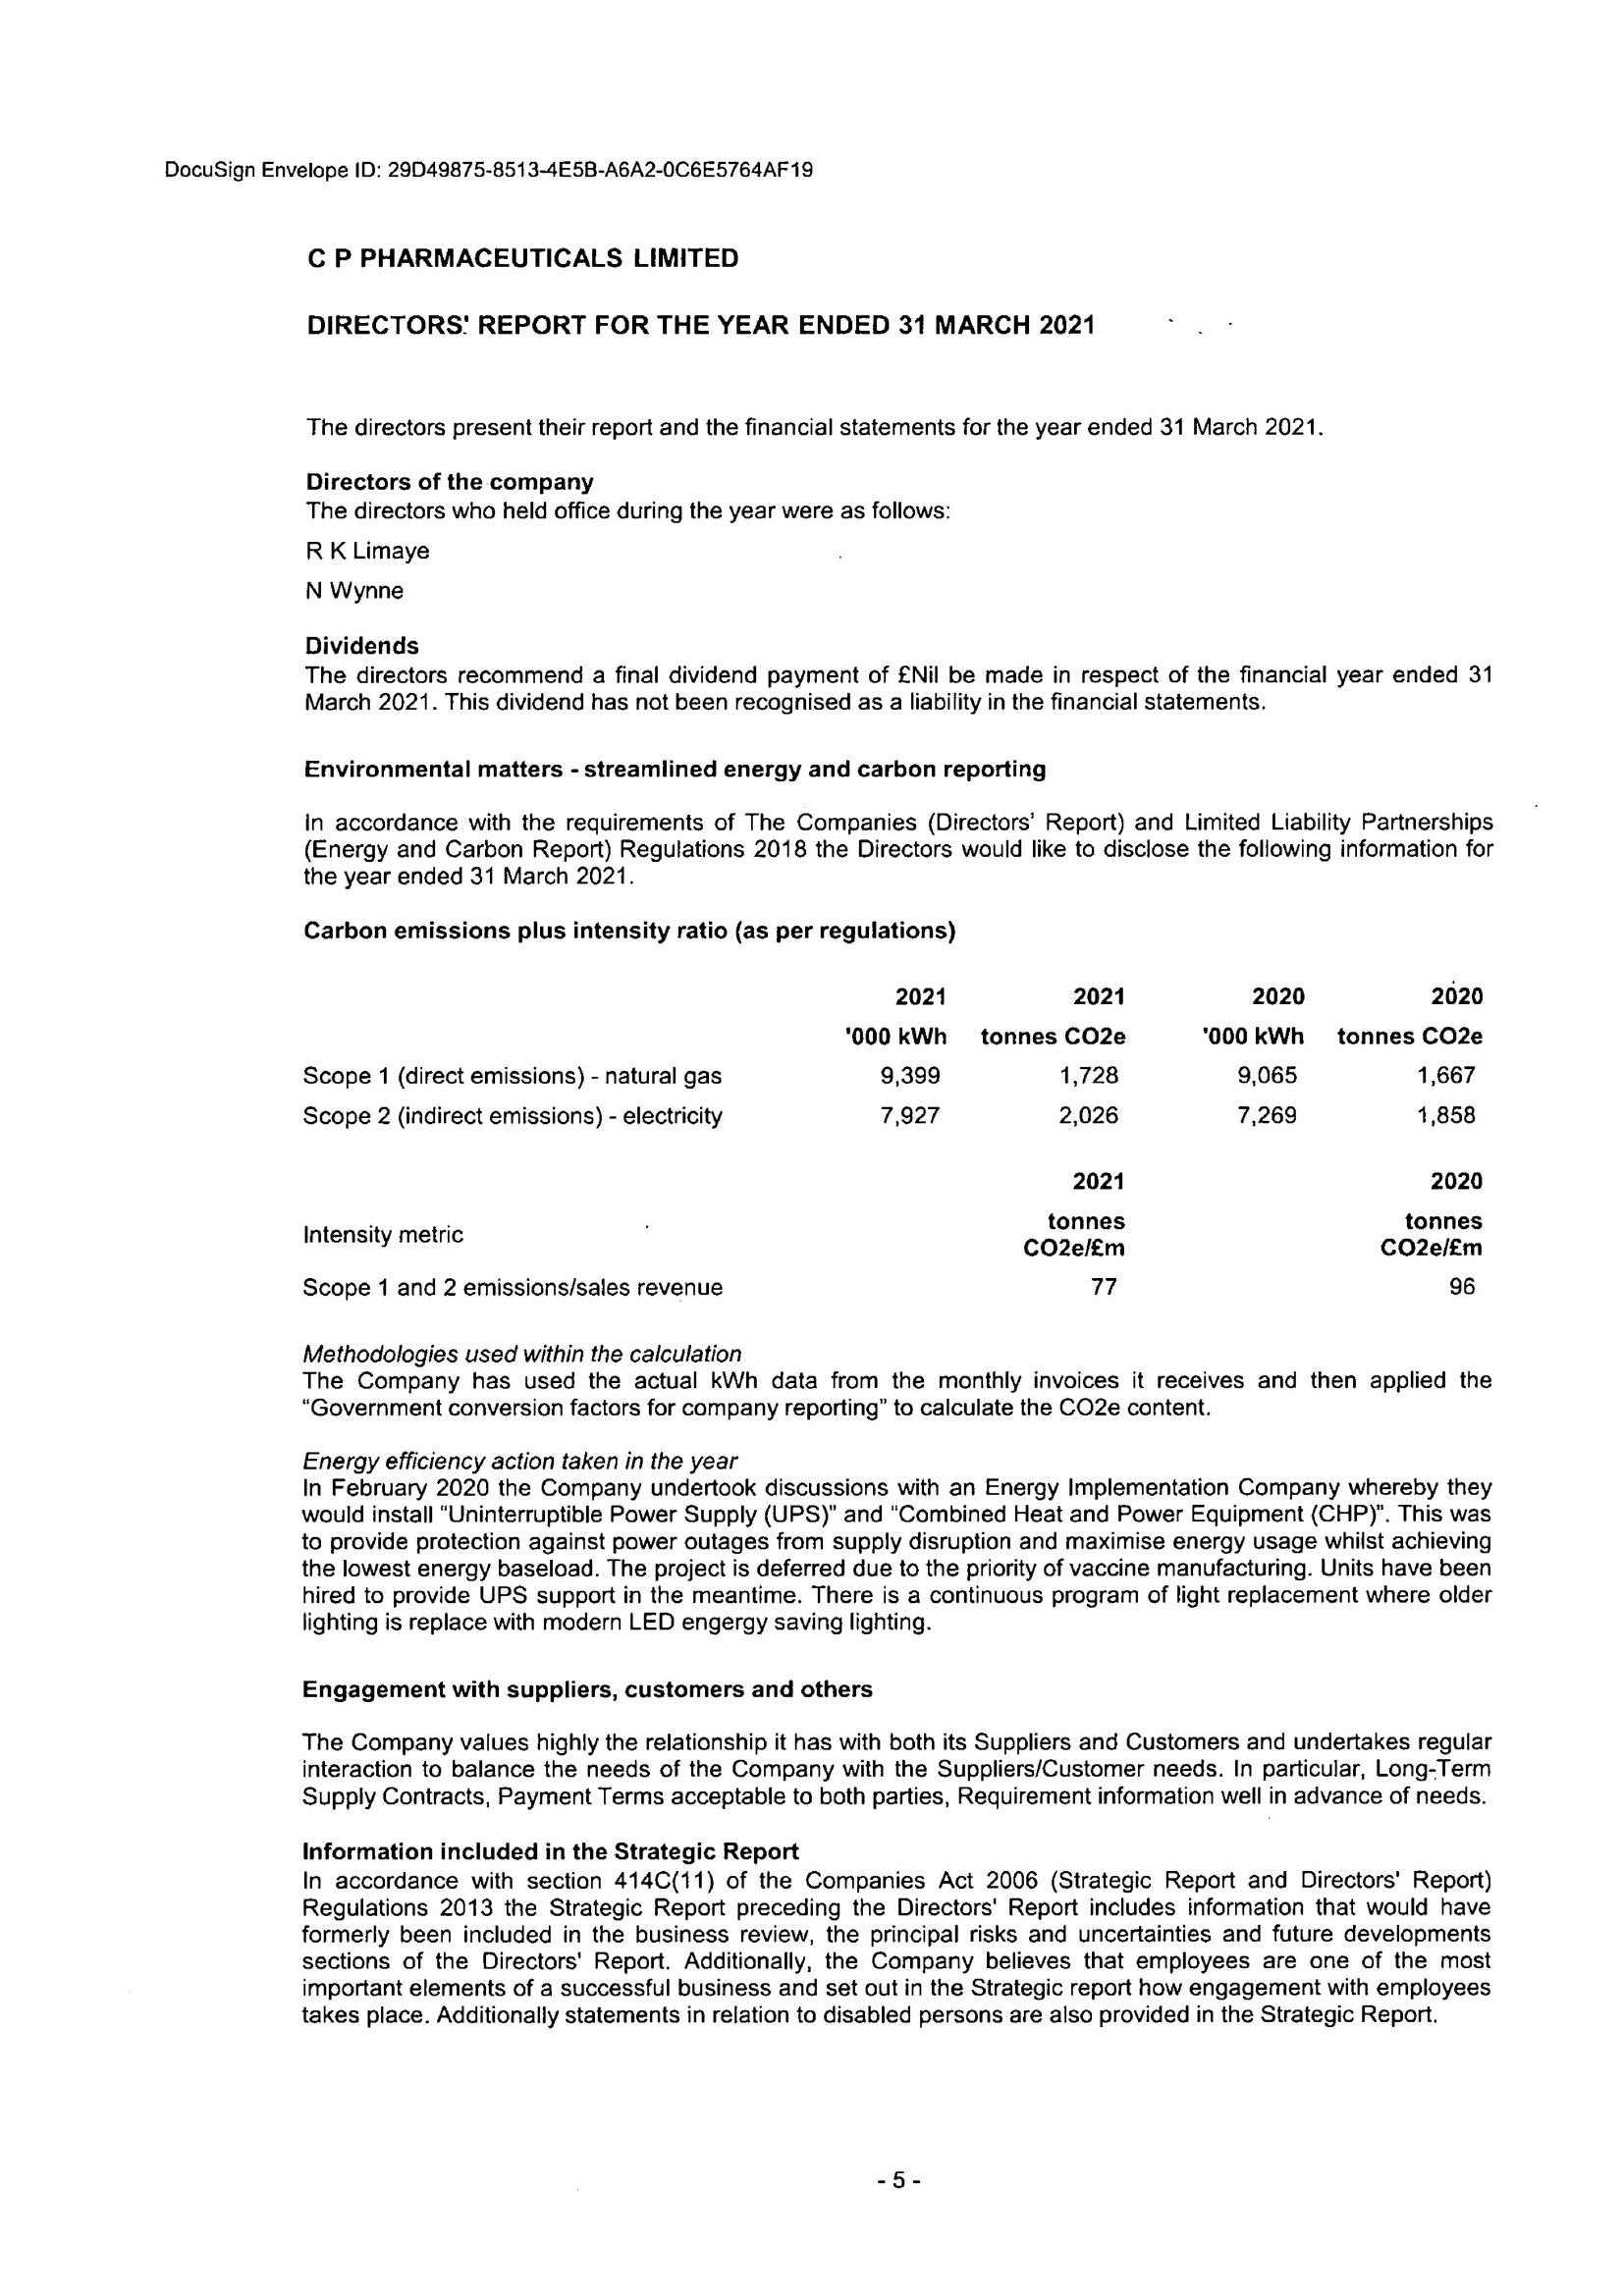 DocuSign Envelope ID: 29D49875-8513-4E5B-A6A2-0C6E5764AF19
C P PHARMACEUTICALS LIMITED
DIRECTORS' REPORT FOR THE YEAR ENDED 31 MARCH 2021
The directors present their report and the financial statements for the year ended 31 March 2021.
Directors of the company
The directors who held office during the year were as follows:
R K Limaye
N Wynne
Dividends
The directors recommend a final dividend payment of £Nil be made in respect of the financial year ended 31
March 2021. This dividend has not been recognised as a liability in the financial statements.
Environmental matters - streamlined energy and carbon reporting
In accordance with the requirements of The Companies (Directors' Report) and Limited Liability Partnerships
(Energy and Carbon Report) Regulations 2018 the Directors would like to disclose the following information for
the year ended 31 March 2021.
Carbon emissions plus intensity ratio (as per regulations)
2021 2021 2020 2020
'000 kWh tonnes CO2e '000 kWh tonnes CO2e
Scope 1 (direct emissions) - natural gas 9,399 1,728 9,065 1,667
Scope 2 (indirect emissions) - electricity 7,927 2,026 7,269 1,858
2021 2020
Intensity metric tonnes CO2e/£m tonnes CO2e/£m
Scope 1 and 2 emissions/sales revenue 77 96
Methodologies used within the calculation
The Company has used the actual kWh data from the monthly invoices it receives and then applied the
"Government conversion factors for company reporting" to calculate the CO2e content.
Energy efficiency action taken in the year
In February 2020 the Company undertook discussions with an Energy Implementation Company whereby they
would install "Uninterruptible Power Supply (UPS)" and "Combined Heat and Power Equipment (CHP)". This was
to provide protection against power outages from supply disruption and maximise energy usage whilst achieving
the lowest energy baseload. The project is deferred due to the priority of vaccine manufacturing. Units have been
hired to provide UPS support in the meantime. There is a continuous program of light replacement where older
lighting is replace with modern LED engergy saving lighting.
Engagement with suppliers, customers and others
The Company values highly the relationship it has with both its Suppliers and Customers and undertakes regular
interaction to balance the needs of the Company with the Suppliers/Customer needs. In particular, Long-Term
Supply Contracts, Payment Terms acceptable to both parties, Requirement information well in advance of needs.
Information included in the Strategic Report
In accordance with section 414C(11) of the Companies Act 2006 (Strategic Report and Directors' Report)
Regulations 2013 the Strategic Report preceding the Directors' Report includes information that would have
formerly been included in the business review, the principal risks and uncertainties and future developments
sections of the Directors' Report. Additionally, the Company believes that employees are one of the most
important elements of a successful business and set out in the Strategic report how engagement with employees
takes place. Additionally statements in relation to disabled persons are also provided in the Strategic Report.
- 5 -